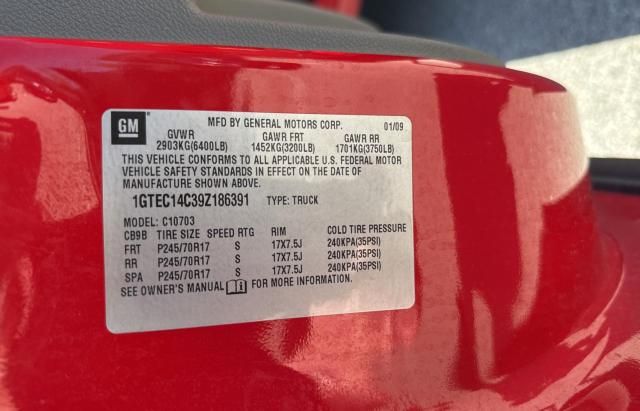 GM
MFD BY GENERAL MOTORS CORP. 01/09
GVWR GAWR FRT GAWR RR
2903KG(6400LB) 1452KG(3200LB) 1701KG(3750LB)
THIS VEHICLE CONFORMS TO ALL APPLICABLE U.S. FEDERAL MOTOR
VEHICLE SAFETY STANDARDS IN EFFECT ON THE DATE OF
MANUFACTURE SHOWN ABOVE.
1GTEC14C39Z186391 TYPE: TRUCK
MODEL: C10703
CB9B TIRE SIZE SPEED RTG RIM COLD TIRE PRESSURE
FRT P245/70R17 S 17X7.5J 240KPA(35PSI)
RR P245/70R17 S 17X7.5J 240KPA(35PSI)
SPA P245/70R17 S 17X7.5J 240KPA(35PSI)
SEE OWNER'S MANUAL FOR MORE INFORMATION.